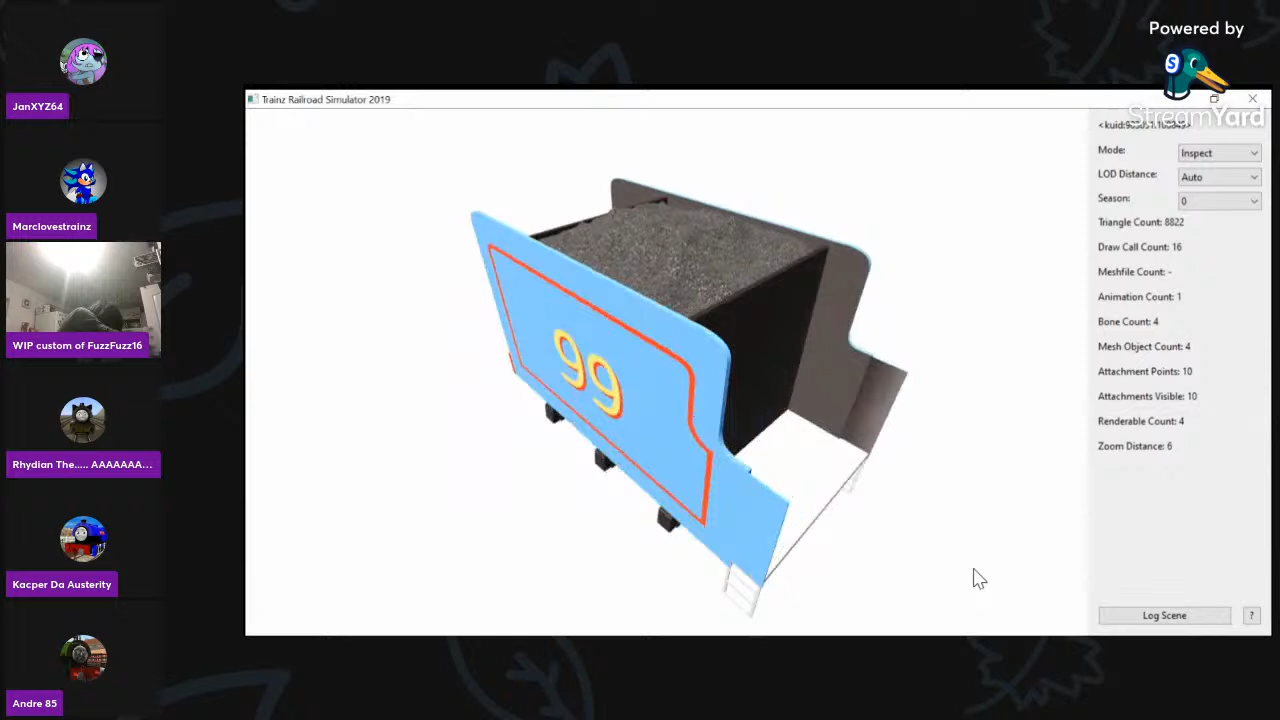 Powered by
StreamYard
JanXYZ64
Marclovestrainz
WIP custom of FuzzFuzz16
Rhydian The..... AAAAAAA...
Kacper Da Austerity
Andre 85
Trainz Railroad Simulator 2019
Mode:
Inspect
LOD Distance:
Auto
Season:
0
Triangle Count: 8822
Draw Call Count: 16
Meshfile Count: -
Animation Count: 1
Bone Count: 4
Mesh Object Count: 4
Attachment Points: 10
Attachments Visible: 10
Renderable Count: 4
Zoom Distance: 6
Log Scene
?
99